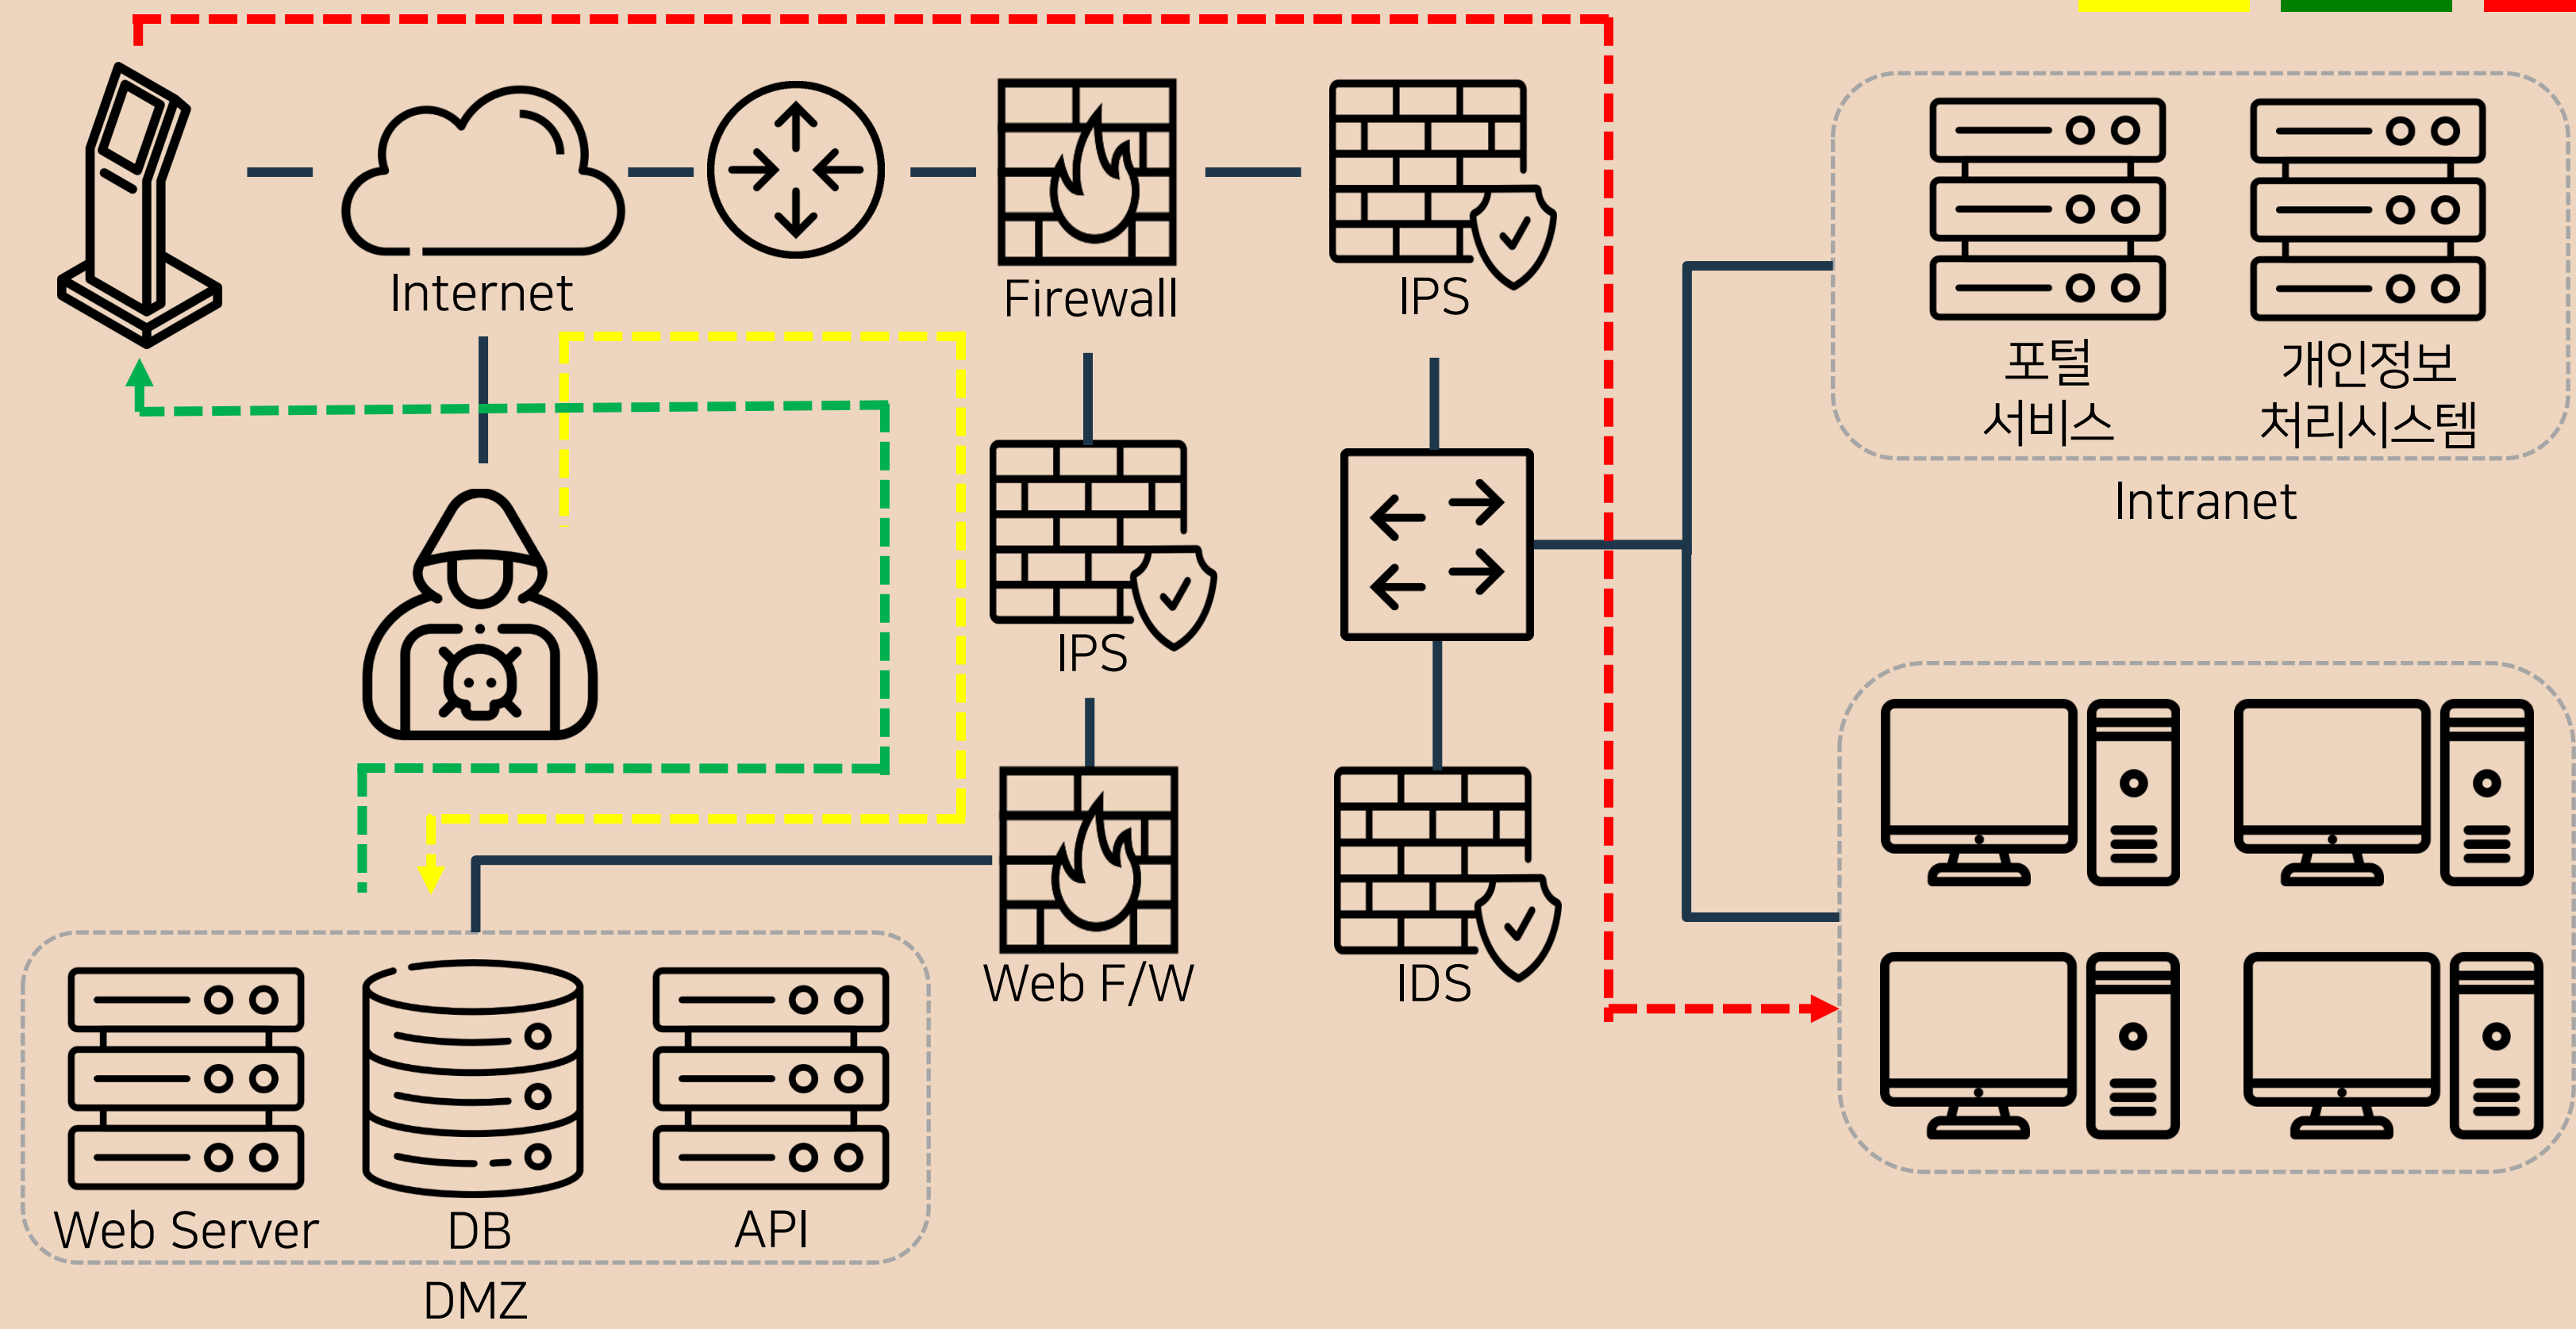 Internet
Firewall
IPS
포털
서비스
개인정보
처리시스템
Intranet
IPS
Web F/W
IDS
Web Server
DB
API
DMZ